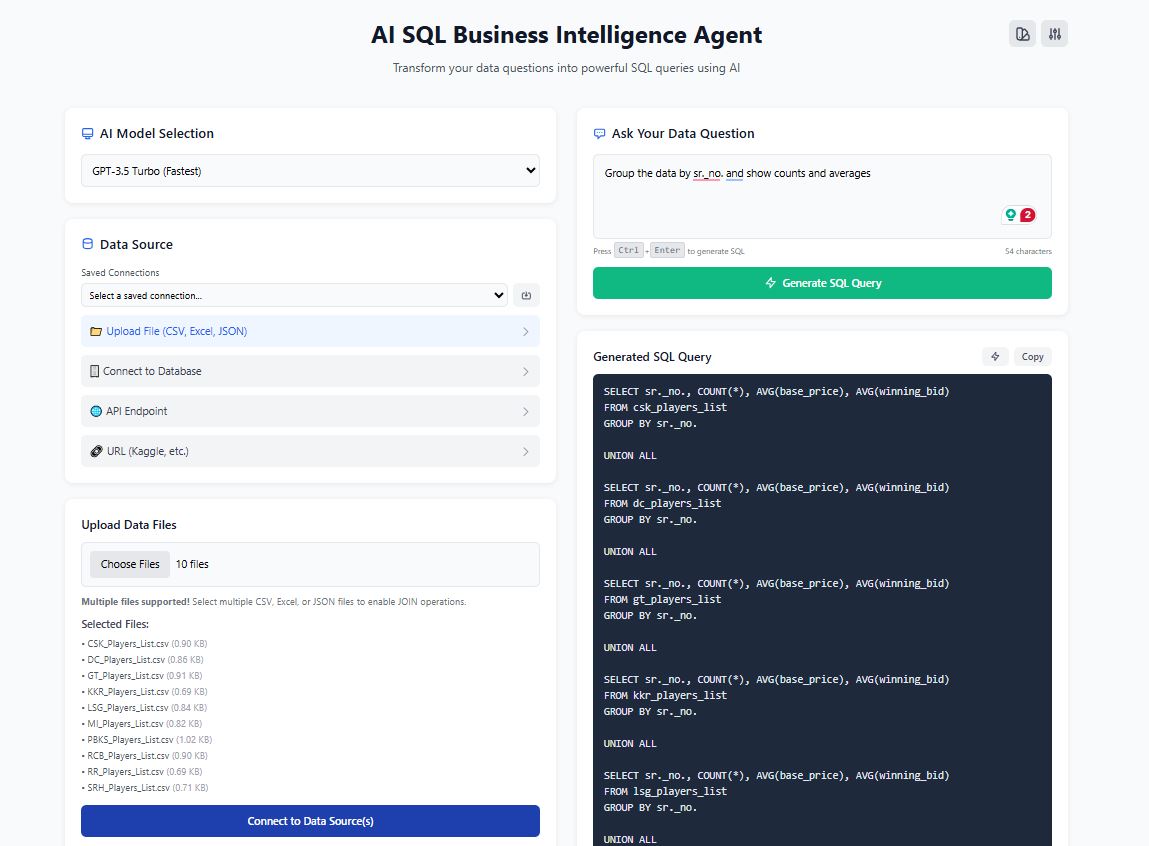 AI SQL Business Intelligence Agent
Transform your data questions into powerful SQL queries using AI
AI Model Selection
GPT-3.5 Turbo (Fastest)
Data Source
Saved Connections
Select a saved connection...
Upload File (CSV, Excel, JSON)
Connect to Database
API Endpoint
URL (Kaggle, etc.)
Upload Data Files
Choose Files 10 files
Multiple files supported! Select multiple CSV, Excel, or JSON files to enable JOIN operations.
Selected Files:
• CSK_Players_List.csv (0.90 KB)
• DC_Players_List.csv (0.86 KB)
• GT_Players_List.csv (0.91 KB)
• KKR_Players_List.csv (0.69 KB)
• LSG_Players_List.csv (0.84 KB)
• MI_Players_List.csv (0.82 KB)
• PBKS_Players_List.csv (1.02 KB)
• RCB_Players_List.csv (0.90 KB)
• RR_Players_List.csv (0.69 KB)
• SRH_Players_List.csv (0.71 KB)
Connect to Data Source(s)
Ask Your Data Question
Group the data by sr._no. and show counts and averages
2
Press Ctrl + Enter to generate SQL 54 characters
Generate SQL Query
Generated SQL Query Copy
SELECT sr._no., COUNT(*), AVG(base_price), AVG(winning_bid)
FROM csk_players_list
GROUP BY sr._no.
UNION ALL
SELECT sr._no., COUNT(*), AVG(base_price), AVG(winning_bid)
FROM dc_players_list
GROUP BY sr._no.
UNION ALL
SELECT sr._no., COUNT(*), AVG(base_price), AVG(winning_bid)
FROM gt_players_list
GROUP BY sr._no.
UNION ALL
SELECT sr._no., COUNT(*), AVG(base_price), AVG(winning_bid)
FROM kkr_players_list
GROUP BY sr._no.
UNION ALL
SELECT sr._no., COUNT(*), AVG(base_price), AVG(winning_bid)
FROM lsg_players_list
GROUP BY sr._no.
UNION ALL